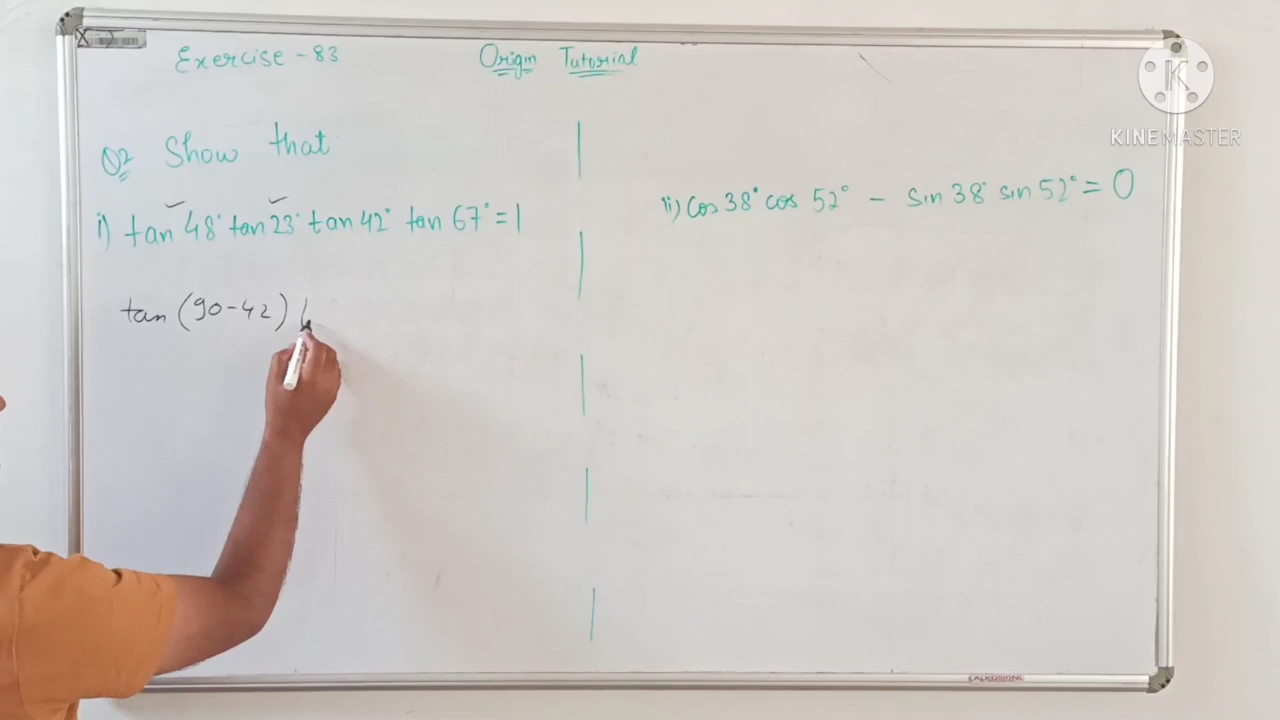 Exercise - 83
Origin Tutorial
KINEMASTER
Q2 Show that
i) tan 48° tan 23° tan 42° tan 67° = 1
ii) cos 38° cos 52° - sin 38° sin 52° = 0
tan (90-42)